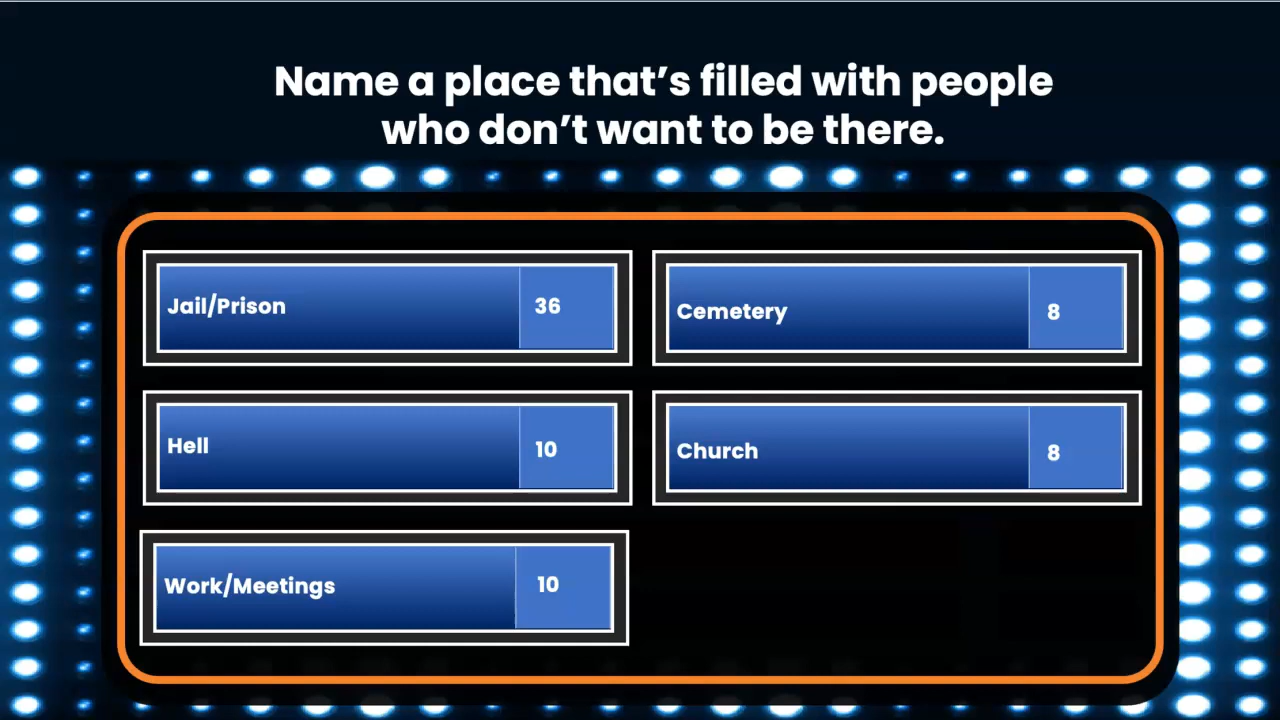 Name a place that’s filled with people
who don’t want to be there.
Jail/Prison 36
Hell 10
Work/Meetings 10
Cemetery 8
Church 8